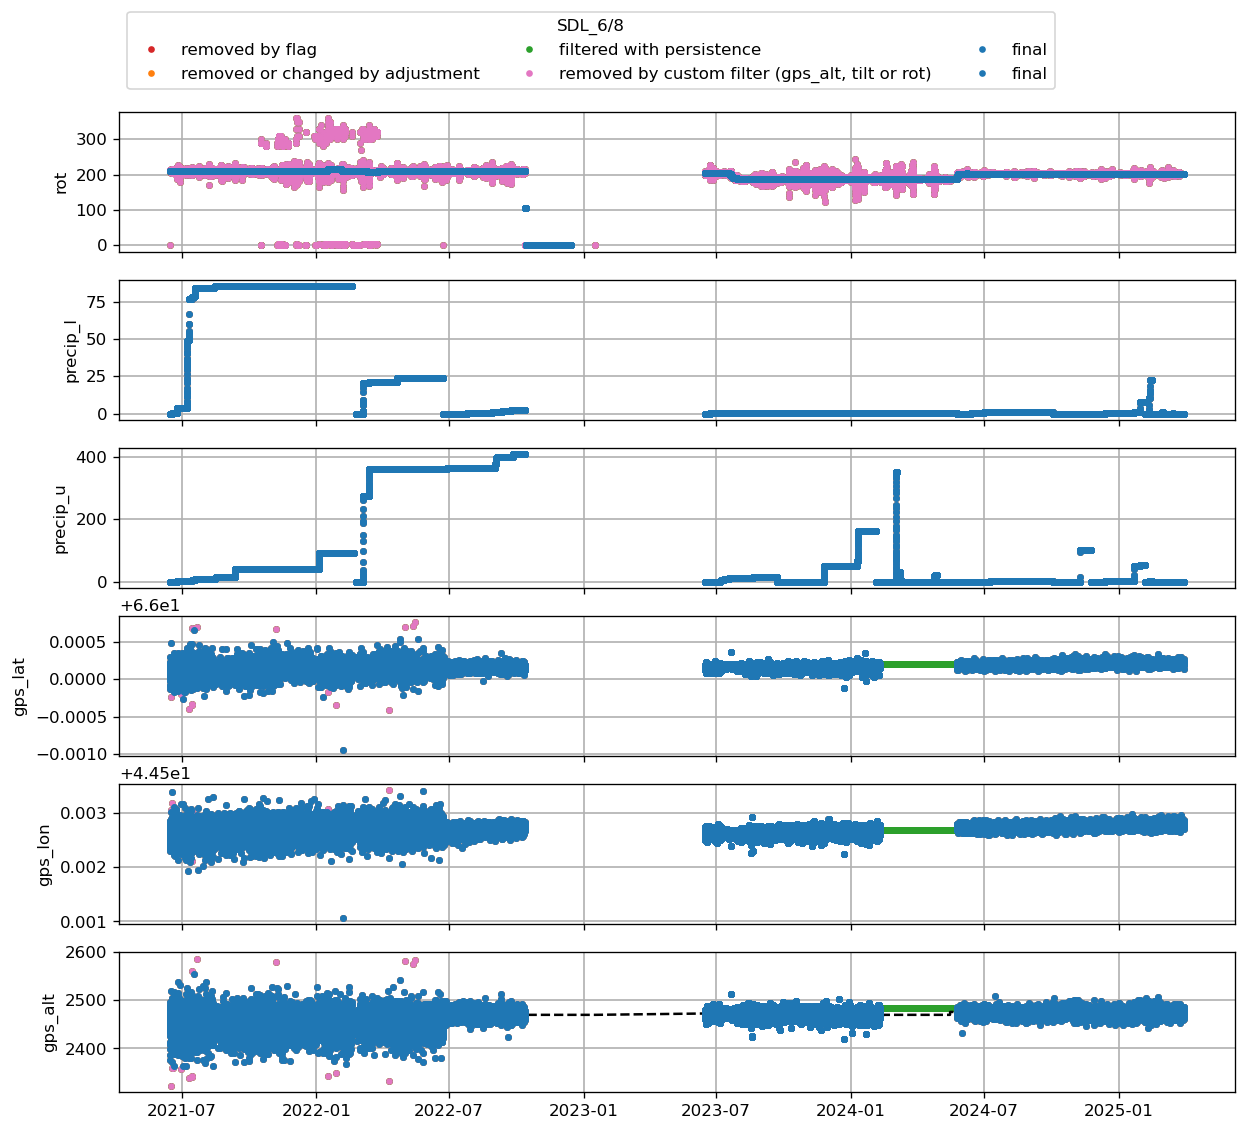 SDL_6/8
removed by flag
filtered with persistence
final
removed or changed by adjustment
removed by custom filter (gps_alt, tilt or rot)
final
300
200
100
0
rot
75
50
25
0
precip_l
400
200
0
precip_u
+6.6e1
0.0005
0.0000
−0.0005
−0.0010
gps_lat
+4.45e1
0.003
0.002
0.001
gps_lon
2600
2500
2400
gps_alt
2021-07
2022-01
2022-07
2023-01
2023-07
2024-01
2024-07
2025-01